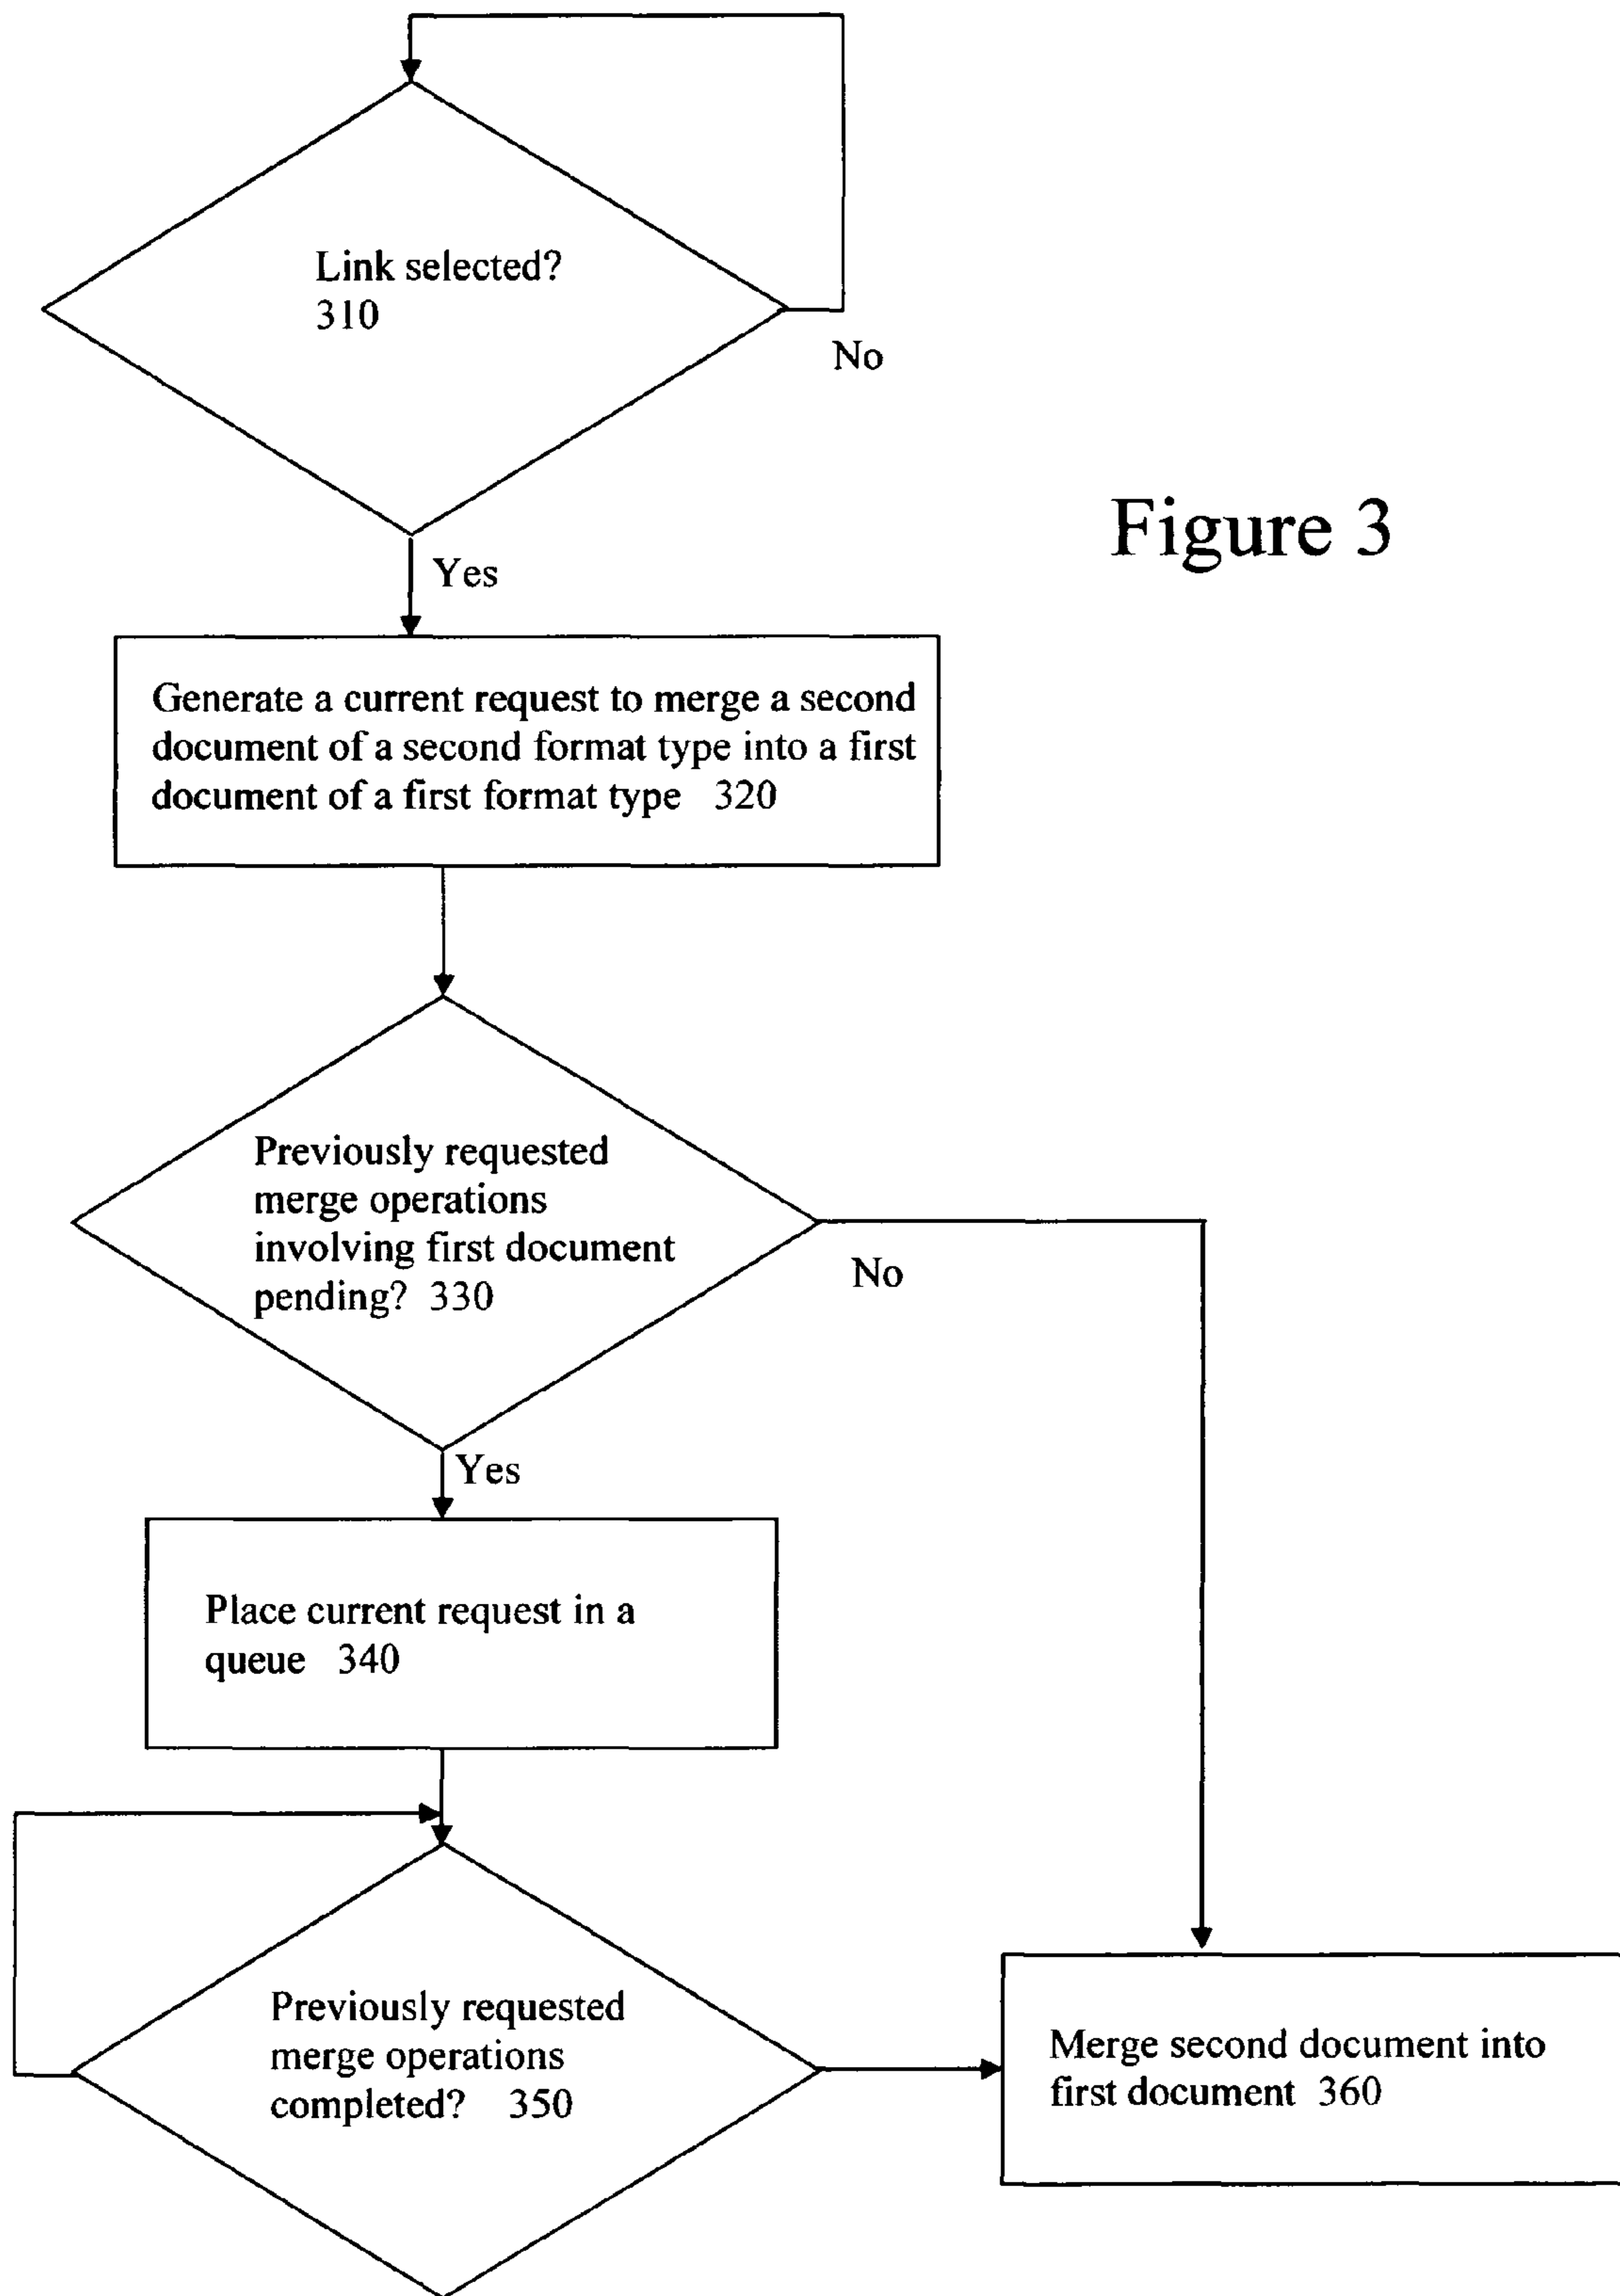 Link selected?
310
No
Figure 3
Yes
Generate a current request to merge a second
document of a second format type into a first
document of a first format type 320
Previously requested
merge operations
involving first document
pending? 330
No
Yes
Place current request in a
queue 340
Previously requested
merge operations
completed? 350
Merge second document into
first document 360